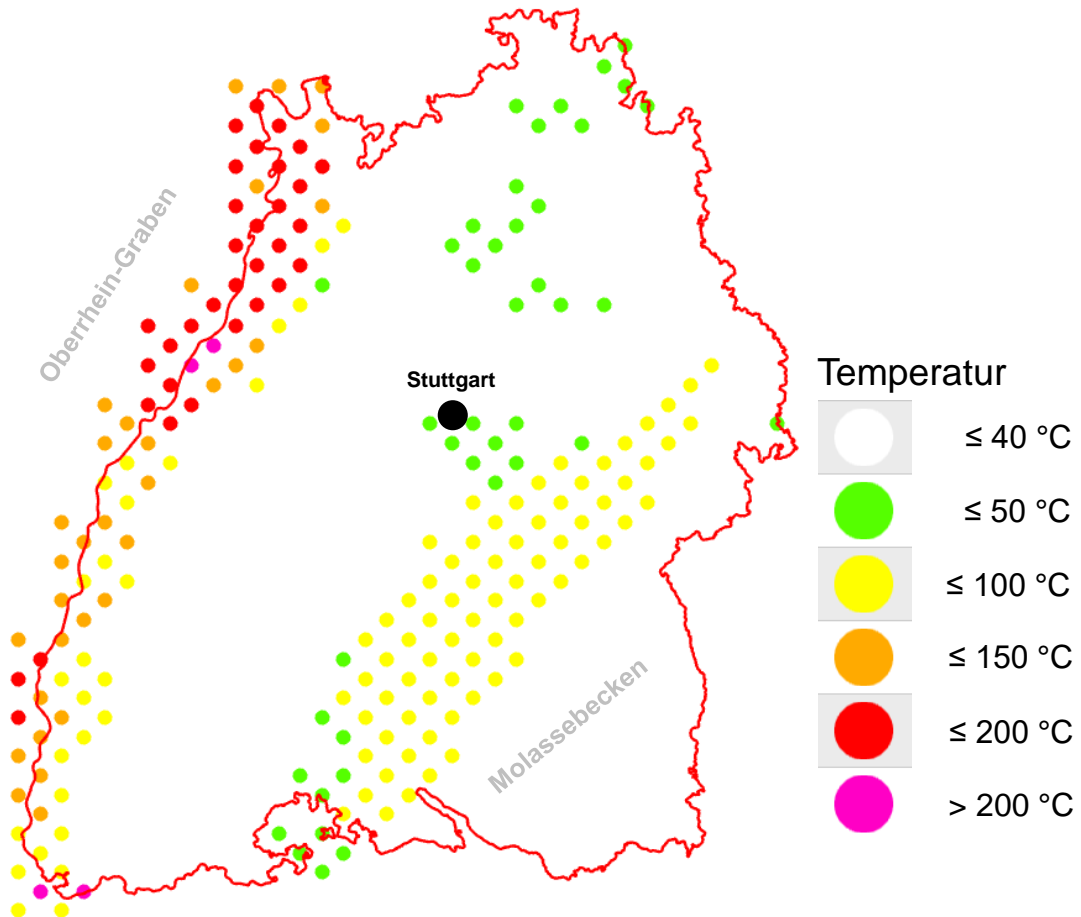 Oberrhein-Graben
Stuttgart
Molassebecken
Temperatur
≤ 40 °C
≤ 50 °C
≤ 100 °C
≤ 150 °C
≤ 200 °C
> 200 °C